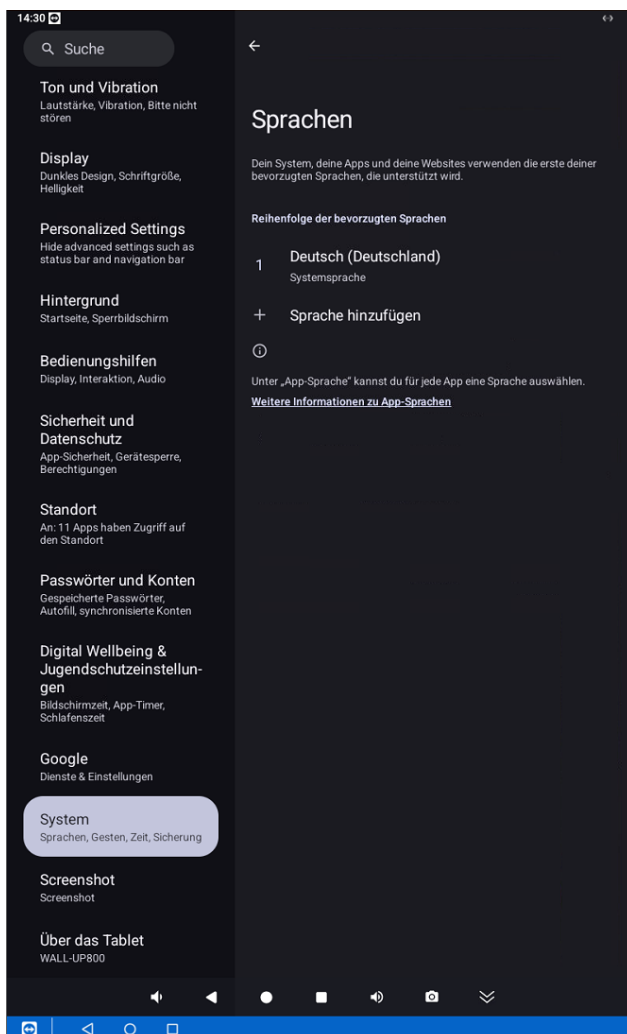 14:30
Suche
Ton und Vibration
Lautstärke, Vibration, Bitte nicht
stören
Display
Dunkles Design, Schriftgröße,
Helligkeit
Personalized Settings
Hide advanced settings such as
status bar and navigation bar
Hintergrund
Startseite, Sperrbildschirm
Bedienungshilfen
Display, Interaktion, Audio
Sicherheit und
Datenschutz
App-Sicherheit, Gerätesperre,
Berechtigungen
Standort
An: 11 Apps haben Zugriff auf
den Standort
Passwörter und Konten
Gespeicherte Passwörter,
Autofill, synchronisierte Konten
Digital Wellbeing &
Jugendschutzeinstellun-
gen
Bildschirmzeit, App-Timer,
Schlafenszeit
Google
Dienste & Einstellungen
System
Sprachen, Gesten, Zeit, Sicherung
Screenshot
Screenshot
Über das Tablet
WALL-UP800
Sprachen
Dein System, deine Apps und deine Websites verwenden die erste deiner
bevorzugten Sprachen, die unterstützt wird.
Reihenfolge der bevorzugten Sprachen
1 Deutsch (Deutschland)
Systemsprache
+ Sprache hinzufügen
Unter „App-Sprache“ kannst du für jede App eine Sprache auswählen.
Weitere Informationen zu App-Sprachen